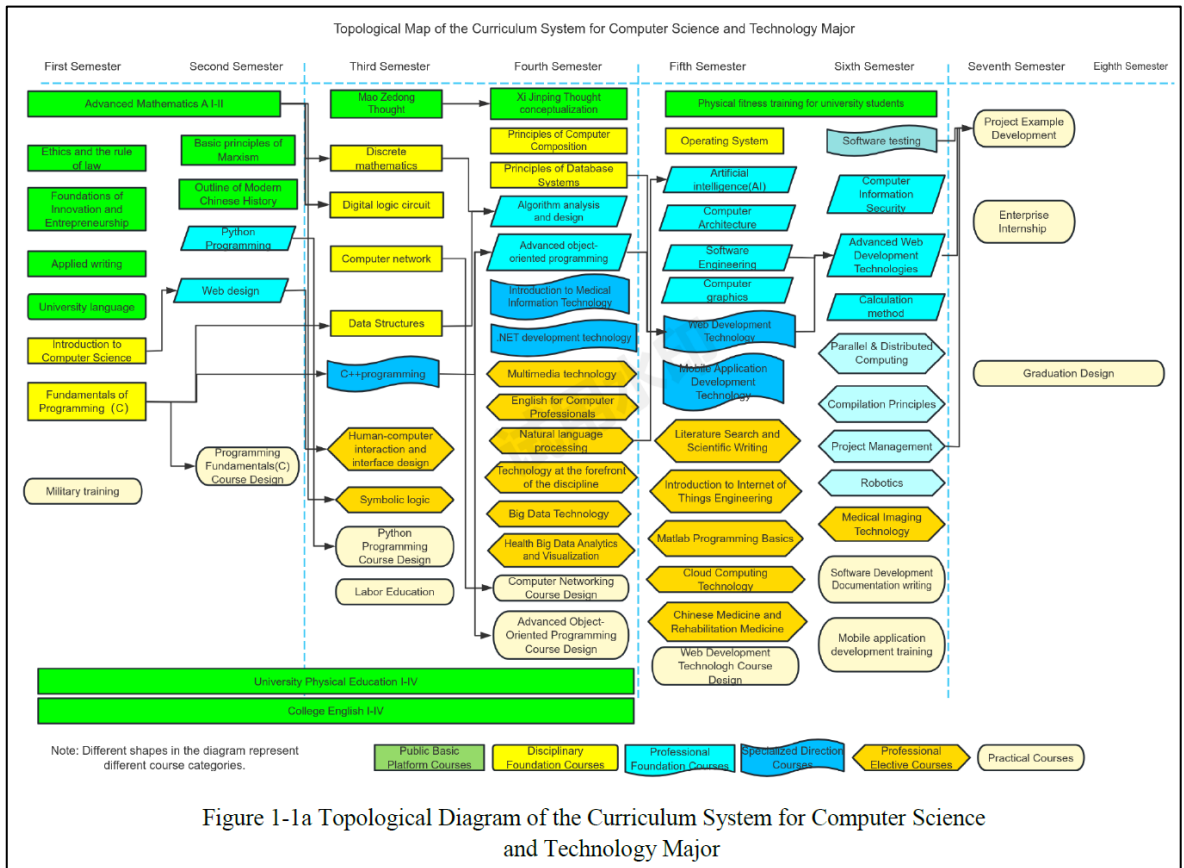 Topological Map of the Curriculum System for Computer Science and Technology Major
First Semester
Second Semester
Third Semester
Fourth Semester
Fifth Semester
Sixth Semester
Seventh Semester
Eighth Semester
Advanced Mathematics A I-II
Ethics and the rule of law
Foundations of
Innovation and
Entrepreneurship
Applied writing
University language
Introduction to
Computer Science
Fundamentals of
Programming（C）
Military training
Basic principles of
Marxism
Outline of Modern
Chinese History
Python
Programming
Web design
Programming
Fundamentals(C)
Course Design
Mao Zedong
Thought
Discrete
mathematics
Digital logic circuit
Computer network
Data Structures
C++programming
Human-computer
interaction and
interface design
Symbolic logic
Python
Programming
Course Design
Labor Education
Xi Jinping Thought
conceptualization
Principles of Computer
Composition
Principles of Database
Systems
Algorithm analysis
and design
Advanced object-
oriented programming
Introduction to Medical
Information Technology
.NET development technology
Multimedia technology
English for Computer
Professionals
Natural language
processing
Technology at the forefront
of the discipline
Big Data Technology
Health Big Data Analytics
and Visualization
Computer Networking
Course Design
Advanced Object-
Oriented Programming
Course Design
Physical fitness training for university students
Operating System
Artificial
intelligence(AI)
Computer
Architecture
Software
Engineering
Computer
graphics
Web Development
Technology
Mobile Application
Development
Technology
Literature Search and
Scientific Writing
Introduction to Internet of
Things Engineering
Matlab Programming Basics
Cloud Computing
Technology
Chinese Medicine and
Rehabilitation Medicine
Web Development
Technologh Course
Design
Software testing
Computer
Information
Security
Advanced Web
Development
Technologies
Calculation
method
Parallel & Distributed
Computing
Compilation Principles
Project Management
Robotics
Medical Imaging
Technology
Software Development
Documentation writing
Mobile application
development training
Project Example
Development
Enterprise
Internship
Graduation Design
University Physical Education I-IV
College English I-IV
Note: Different shapes in the diagram represent
different course categories.
Public Basic
Platform Courses
Disciplinary
Foundation Courses
Professional
Foundation Courses
Specialized Direction
Courses
Professional
Elective Courses
Practical Courses
Figure 1-1a Topological Diagram of the Curriculum System for Computer Science
and Technology Major